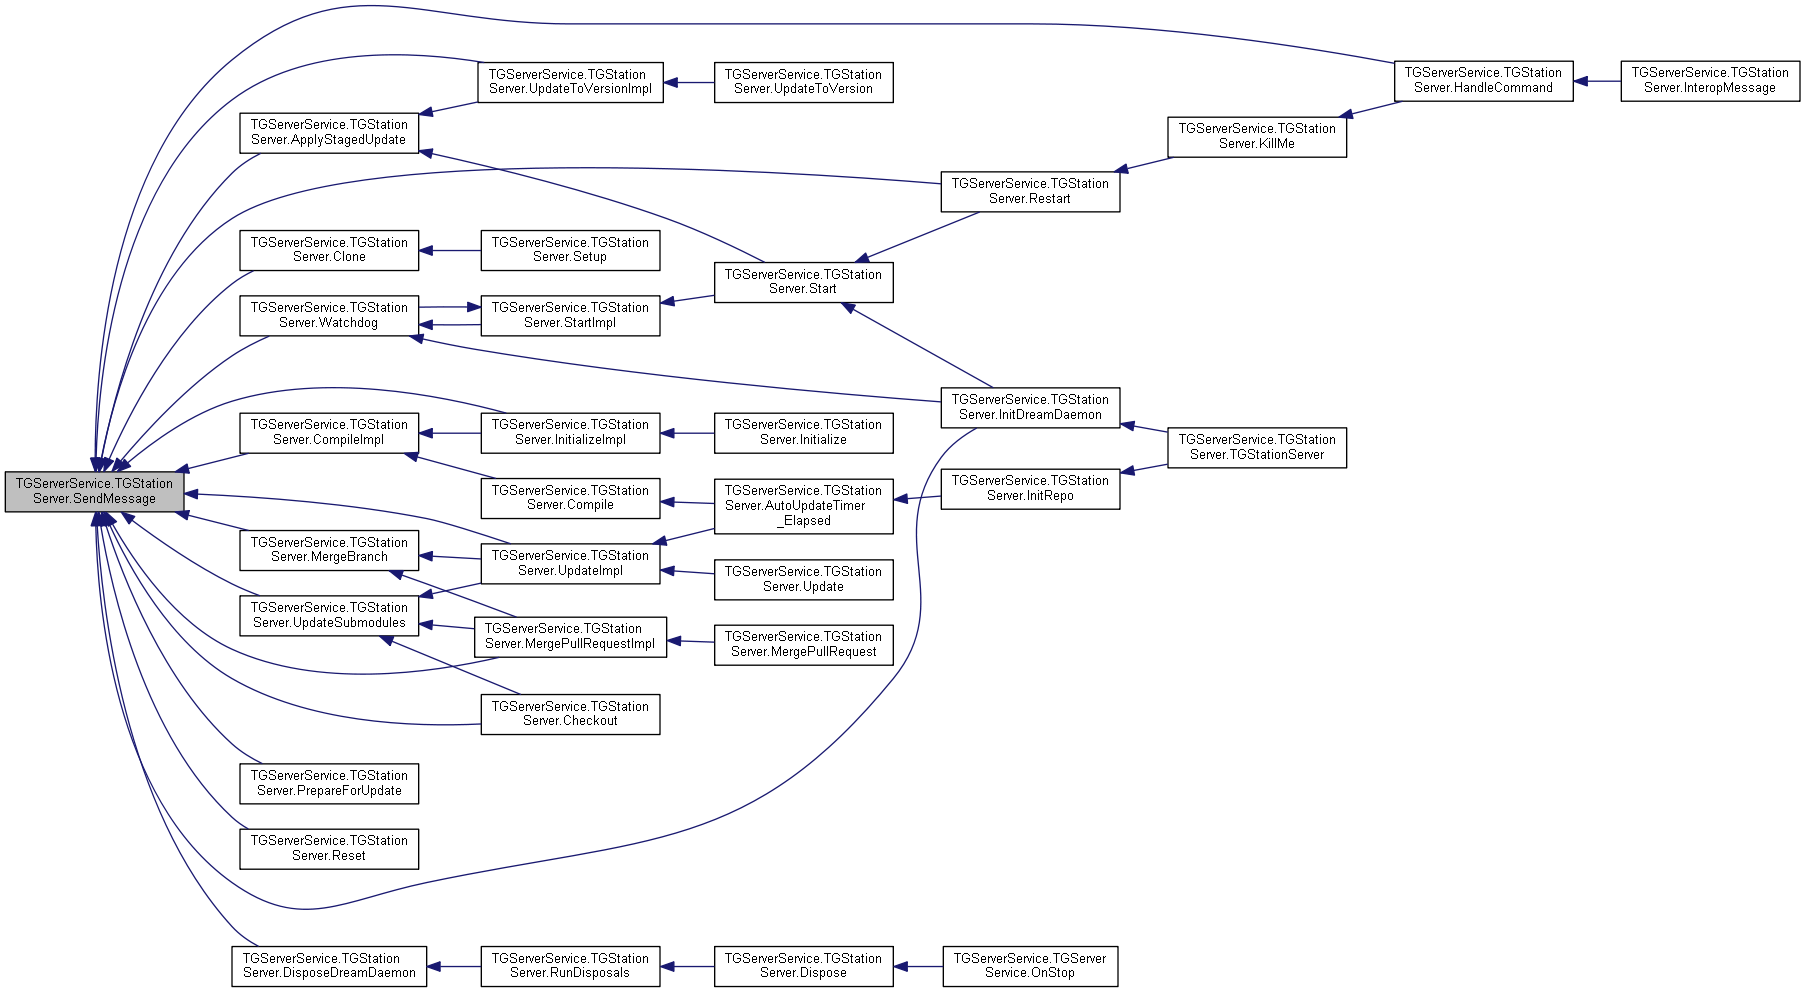 TGServerService.TGStation
Server.SendMessage
TGServerService.TGStation
Server.UpdateToVersionImpl
TGServerService.TGStation
Server.UpdateToVersion
TGServerService.TGStation
Server.HandleCommand
TGServerService.TGStation
Server.InteropMessage
TGServerService.TGStation
Server.ApplyStagedUpdate
TGServerService.TGStation
Server.KillMe
TGServerService.TGStation
Server.Restart
TGServerService.TGStation
Server.Clone
TGServerService.TGStation
Server.Setup
TGServerService.TGStation
Server.Start
TGServerService.TGStation
Server.Watchdog
TGServerService.TGStation
Server.StartImpl
TGServerService.TGStation
Server.InitDreamDaemon
TGServerService.TGStation
Server.CompileImpl
TGServerService.TGStation
Server.InitializeImpl
TGServerService.TGStation
Server.Initialize
TGServerService.TGStation
Server.TGStationServer
TGServerService.TGStation
Server.Compile
TGServerService.TGStation
Server.AutoUpdateTimer
_Elapsed
TGServerService.TGStation
Server.InitRepo
TGServerService.TGStation
Server.MergeBranch
TGServerService.TGStation
Server.UpdateImpl
TGServerService.TGStation
Server.Update
TGServerService.TGStation
Server.UpdateSubmodules
TGServerService.TGStation
Server.MergePullRequestImpl
TGServerService.TGStation
Server.MergePullRequest
TGServerService.TGStation
Server.Checkout
TGServerService.TGStation
Server.PrepareForUpdate
TGServerService.TGStation
Server.Reset
TGServerService.TGStation
Server.DisposeDreamDaemon
TGServerService.TGStation
Server.RunDisposals
TGServerService.TGStation
Server.Dispose
TGServerService.TGServer
Service.OnStop